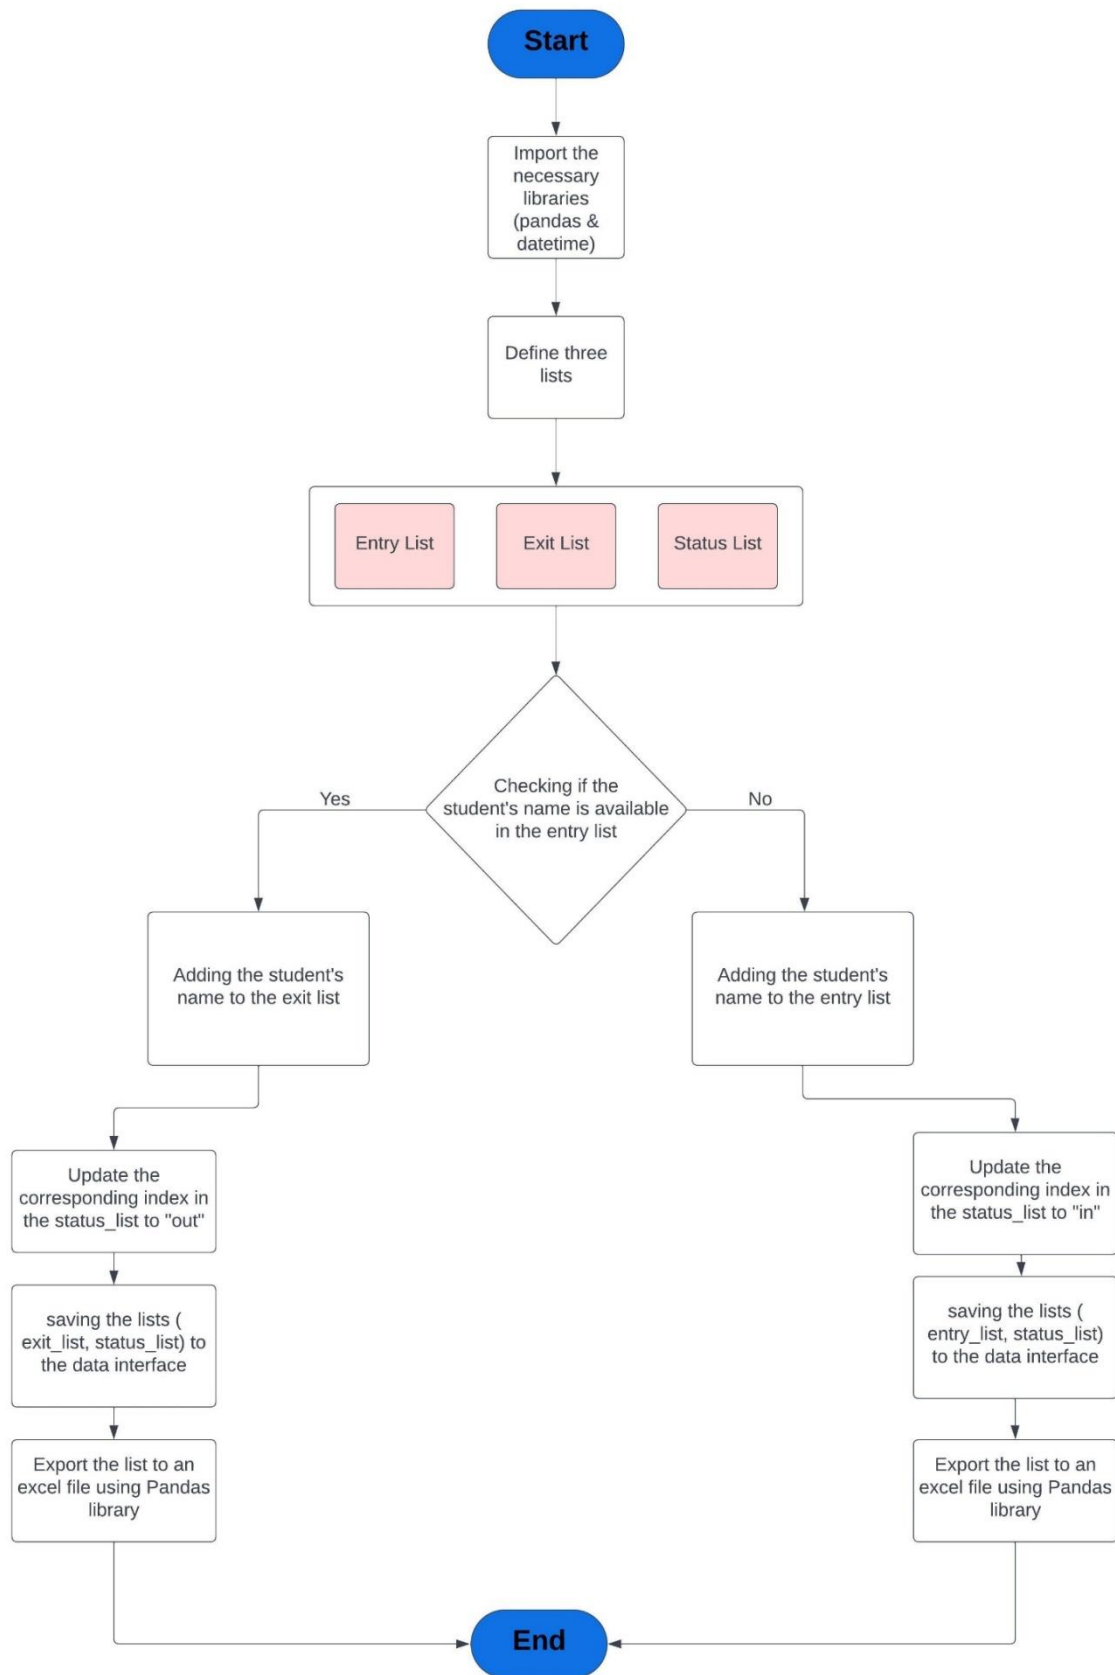 Start
Import the
necessary
libraries
(pandas &
datetime)
Define three
lists
Entry List
Exit List
Status List
Checking if the
student's name is available
in the entry list
Yes
No
Adding the student's
name to the exit list
Adding the student's
name to the entry list
Update the
corresponding index in
the status_list to "out"
Update the
corresponding index in
the status_list to "in"
saving the lists (
exit_list, status_list) to
the data interface
saving the lists (
entry_list, status_list)
to the data interface
Export the list to an
excel file using Pandas
library
Export the list to an
excel file using Pandas
library
End